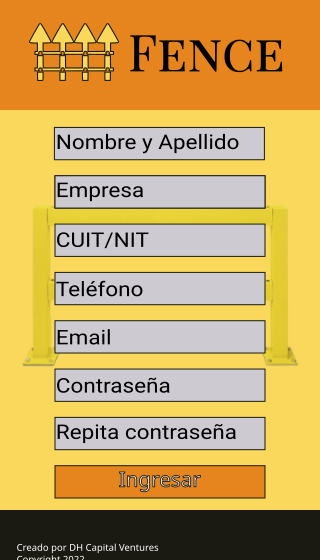 Fence
Nombre y Apellido
Empresa
CUIT/NIT
Teléfono
Email
Contraseña
Repita contraseña
Ingresar
Creado por DH Capital Ventures
Copyright 2022